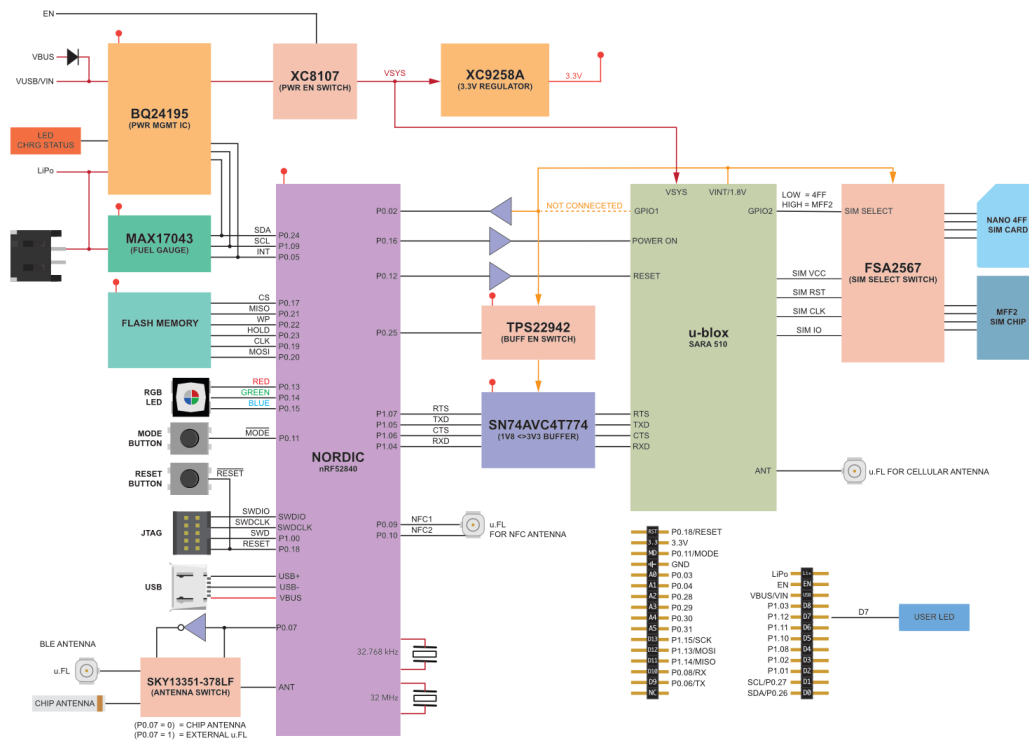 EN
VBUS
VUSB/VIN
BQ24195
(PWR MGMT IC)
XC8107
(PWR EN SWITCH)
VSYS
XC9258A
(3.3V REGULATOR)
3.3V
LED
CHRG STATUS
LiPo
MAX17043
(FUEL GAUGE)
SDA
SCL
INT
P0.24
P1.09
P0.05
FLASH MEMORY
CS
MISO
WP
HOLD
CLK
MOSI
P0.17
P0.21
P0.22
P0.23
P0.19
P0.20
RGB
LED
RED
GREEN
BLUE
P0.13
P0.14
P0.15
MODE
BUTTON
MODE
P0.11
RESET
BUTTON
RESET
JTAG
SWDIO
SWDCLK
SWD
RESET
SWDIO
SWDCLK
P1.00
P0.18
USB
USB+
USB-
VBUS
USB+
USB-
VBUS
P0.07
BLE ANTENNA
u.FL
CHIP ANTENNA
SKY13351-378LF
(ANTENNA SWITCH)
ANT
(P0.07 = 0) = CHIP ANTENNA
(P0.07 = 1) = EXTERNAL u.FL
NORDIC
nRF52840
P0.02
P0.16
P0.12
P0.25
P1.07
P1.05
P1.06
P1.04
RTS
TXD
CTS
RXD
P0.09
P0.10
NFC1
NFC2
u.FL
FOR NFC ANTENNA
32.768 kHz
32 MHz
NOT CONNECETED
TPS22942
(BUFF EN SWITCH)
SN74AVC4T774
(1V8 <>3V3 BUFFER)
VSYS
VINT/1.8V
GPIO1
POWER ON
RESET
GPIO2
u-blox
SARA 510
RTS
TXD
CTS
RXD
ANT
LOW = 4FF
HIGH = MFF2
SIM VCC
SIM RST
SIM CLK
SIM IO
SIM SELECT
FSA2567
(SIM SELECT SWITCH)
NANO 4FF
SIM CARD
MFF2
SIM CHIP
u.FL FOR CELLULAR ANTENNA
RST P0.18/RESET
3.3 3.3V
MD P0.11/MODE
GND
A0 P0.03
A1 P0.04
A2 P0.28
A3 P0.29
A4 P0.30
A5 P0.31
D13 P1.15/SCK
D12 P1.13/MOSI
D11 P1.14/MISO
D10 P0.08/RX
D9 P0.06/TX
NC
LiPo Li+
EN EN
VBUS/VIN USB
P1.03 D8
P1.12 D7
P1.11 D6
P1.10 D5
P1.08 D4
P1.02 D3
P1.01 D2
SCL/P0.27 D1
SDA/P0.26 D0
D7
USER LED